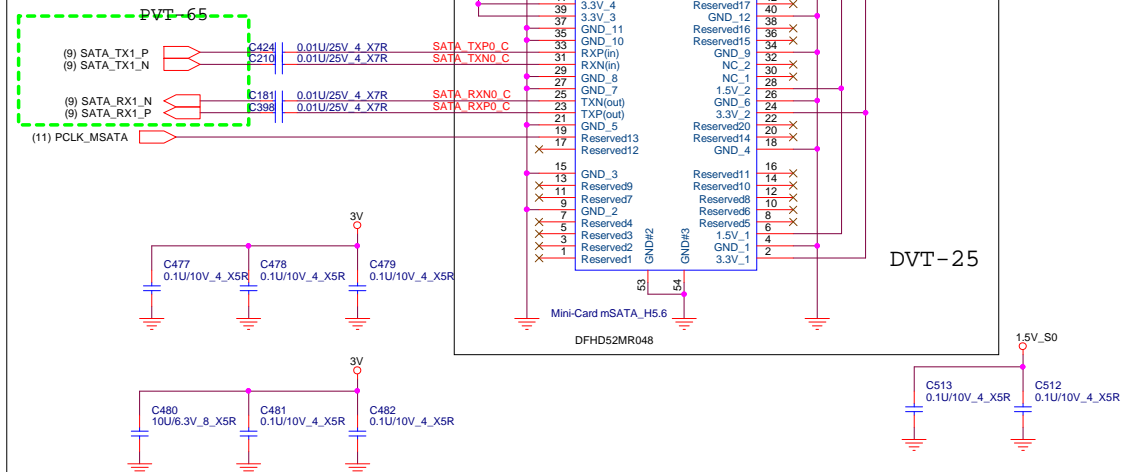 PVT-65
39 3.3V_4 Reserved17
37 3.3V_3 GND_12 40
35 GND_11 Reserved16 38
33 GND_10 Reserved15 36
(9) SATA_TX1_P C424 0.01U/25V_4_X7R SATA_TXP0_C RXP(in) GND_9 34
(9) SATA_TX1_N C210 0.01U/25V_4_X7R SATA_TXN0_C 31 RXN(in) NC_2 32
29 GND_8 NC_1 30
27 GND_7 1.5V_2 28
(9) SATA_RX1_N C181 0.01U/25V_4_X7R SATA_RXN0_C 25 TXN(out) GND_6 26
(9) SATA_RX1_P C398 0.01U/25V_4_X7R SATA_RXP0_C 23 TXP(out) 3.3V_2 24
21 GND_5 Reserved20 22
(11) PCLK_MSATA 19 Reserved13 Reserved14 20
17 Reserved12 GND_4 18
15 GND_3 Reserved11 16
13 Reserved9 Reserved10 14
11 Reserved7 Reserved8 12
9 GND_2 Reserved6 10
7 Reserved4 Reserved5 8
5 Reserved3 1.5V_1 6
3 Reserved2 GND_1 4
1 Reserved1 3.3V_1 2
GND#2 GND#3
53 54
DVT-25
Mini-Card mSATA_H5.6
DFHD52MR048
3V
C477 0.1U/10V_4_X5R
C478 0.1U/10V_4_X5R
C479 0.1U/10V_4_X5R
3V
C480 10U/6.3V_8_X5R
C481 0.1U/10V_4_X5R
C482 0.1U/10V_4_X5R
1.5V_S0
C513 0.1U/10V_4_X5R
C512 0.1U/10V_4_X5R